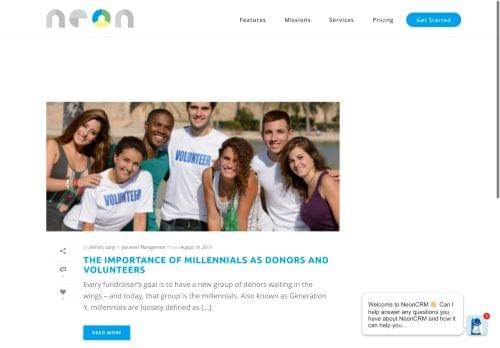 neon
Features Missions Services Pricing Get Started
VOLUNTEER
VOLUNTEER
By Bethany Lang In Volunteer Management Posted August 16, 2013
THE IMPORTANCE OF MILLENNIALS AS DONORS AND
VOLUNTEERS
Every fundraiser's goal is to have a new group of donors waiting in the
wings – and today, that group is the millennials. Also known as Generation
Y, millennials are loosely defined as [...]
READ MORE
Welcome to NeonCRM 👋 Can I
help answer any questions you
have about NeonCRM and how it
can help you...
1